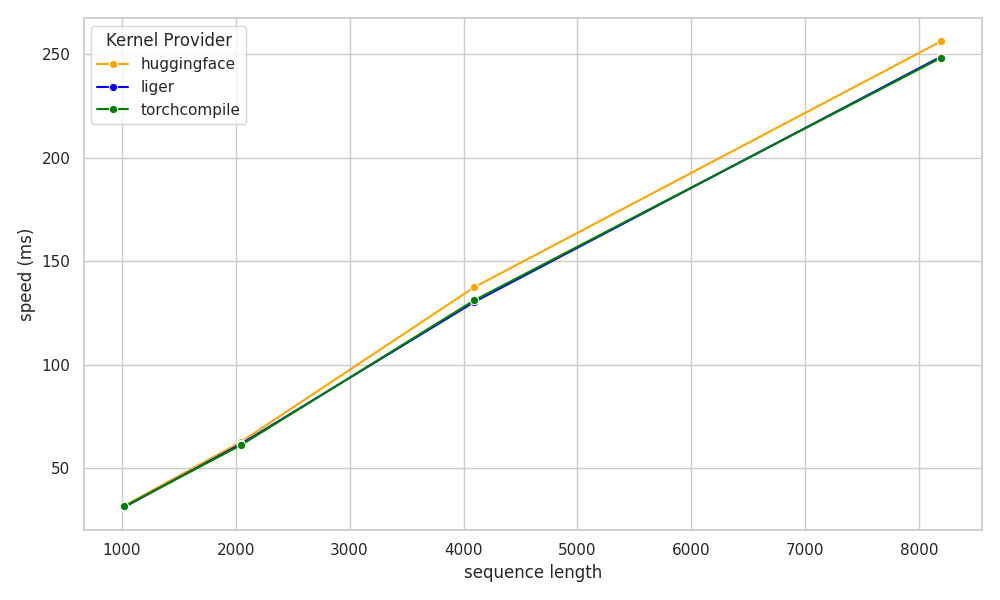 Kernel Provider
huggingface
liger
torchcompile
speed (ms)
250
200
150
100
50
1000 2000 3000 4000 5000 6000 7000 8000
sequence length